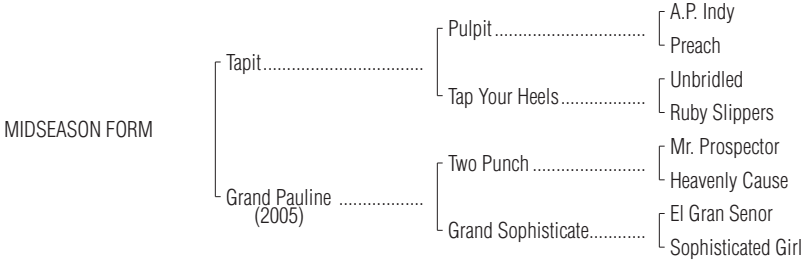 A.P. Indy
Pulpit..............................
Preach
Tapit................................
Unbridled
Tap Your Heels.................
Ruby Slippers
MIDSEASON FORM
Mr. Prospector
Two Punch .......................
Heavenly Cause
Grand Pauline .................
(2005)
El Gran Senor
Grand Sophisticate...........
Sophisticated Girl